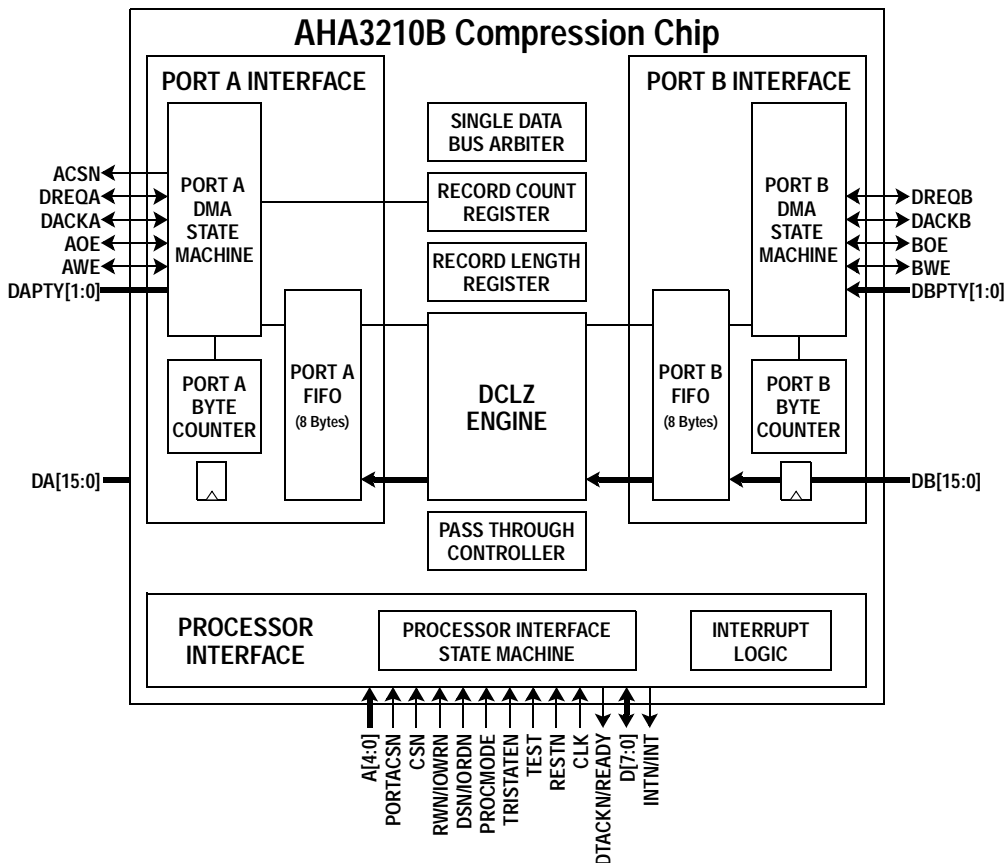 AHA3210B Compression Chip
PORT A INTERFACE
PORT A
DMA
STATE
MACHINE
PORT A
BYTE
COUNTER
PORT A
FIFO
(8 Bytes)
ACSN
DREQA
DACKA
AOE
AWE
DAPTY[1:0]
DA[15:0]
SINGLE DATA
BUS ARBITER
RECORD COUNT
REGISTER
RECORD LENGTH
REGISTER
DCLZ
ENGINE
PASS THROUGH
CONTROLLER
PORT B INTERFACE
PORT B
DMA
STATE
MACHINE
PORT B
FIFO
(8 Bytes)
PORT B
BYTE
COUNTER
DREQB
DACKB
BOE
BWE
DBPTY[1:0]
DB[15:0]
PROCESSOR
INTERFACE
PROCESSOR INTERFACE
STATE MACHINE
INTERRUPT
LOGIC
A[4:0]
PORTACSN
CSN
RWN/IOWRN
DSN/IORDN
PROCMODE
TRISTATEN
TEST
RESTN
CLK
DTACKN/READY
D[7:0]
INTN/INT